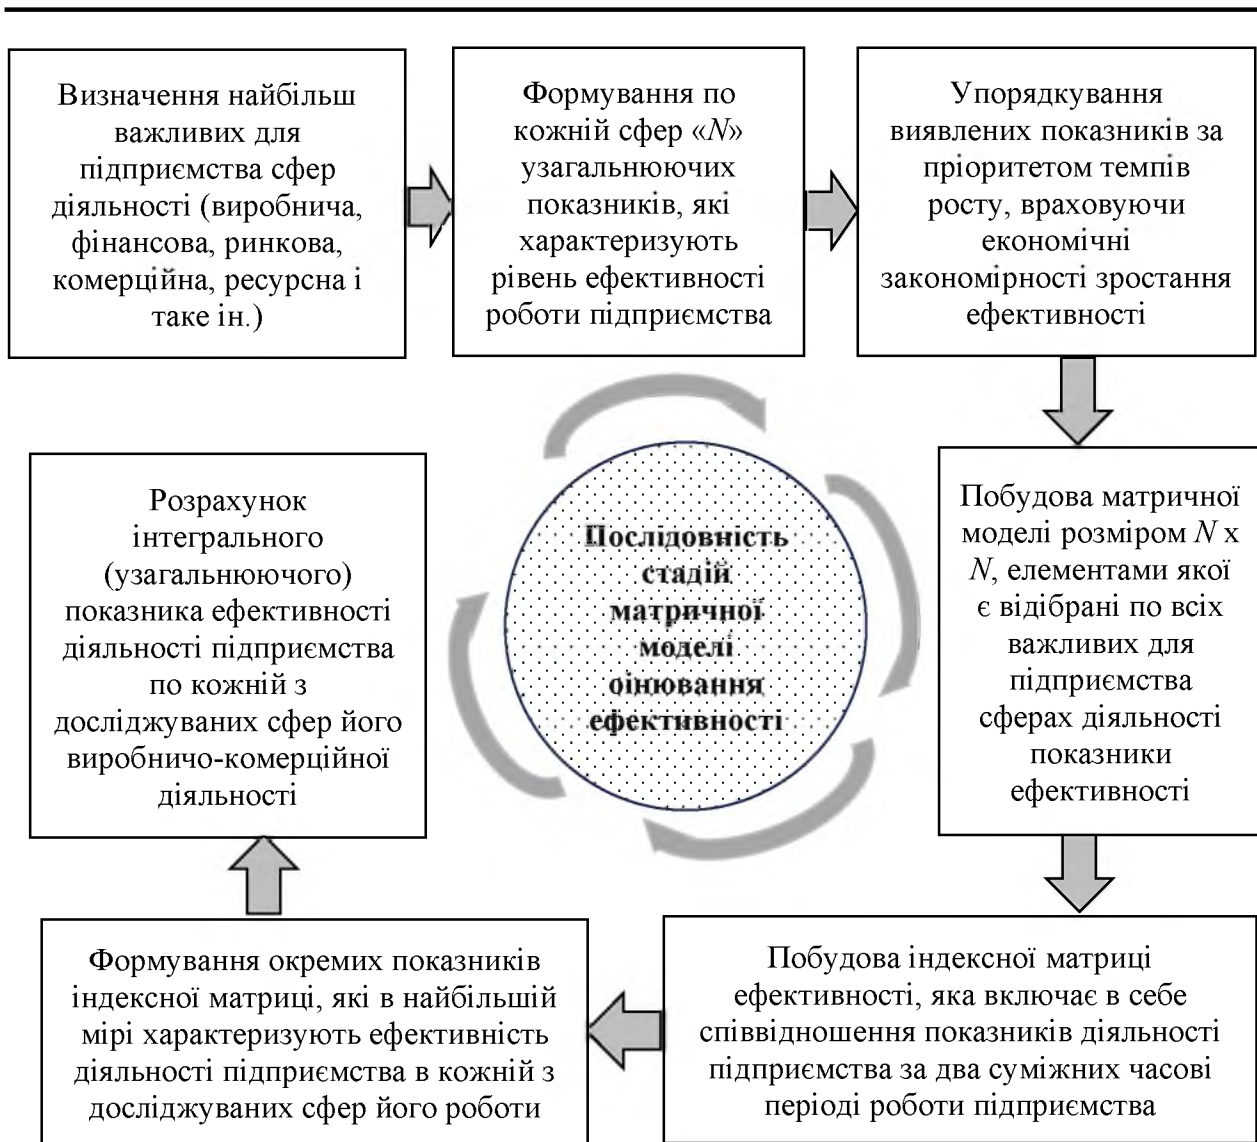 Визначення найбільш
важливих для
підприємства сфер
діяльності (виробнича,
фінансова, ринкова,
комерційна, ресурсна і
таке ін.)
Формування по
кожній сфер «N»
узагальнюючих
показників, які
характеризують
рівень ефективності
роботи підприємства
Упорядкування
виявлених показників за
пріоритетом темпів
росту, враховуючи
економічні
закономірності зростання
ефективності
Побудова матричної
моделі розміром N x
N, елементами якої
є відібрані по всіх
важливих для
підприємства
сферах діяльності
показники
ефективності
Побудова індексної матриці
ефективності, яка включає в себе
співвідношення показників діяльності
підприємства за два суміжних часові
періоді роботи підприємства
Формування окремих показників
індексної матриці, які в найбільшій
мірі характеризують ефективність
діяльності підприємства в кожній з
досліджуваних сфер його роботи
Розрахунок
інтегрального
(узагальнюючого)
показника ефективності
діяльності підприємства
по кожній з
досліджуваних сфер його
виробничо-комерційної
діяльності
Послідовність
стадій
матричної
моделі
оінювання
ефективності